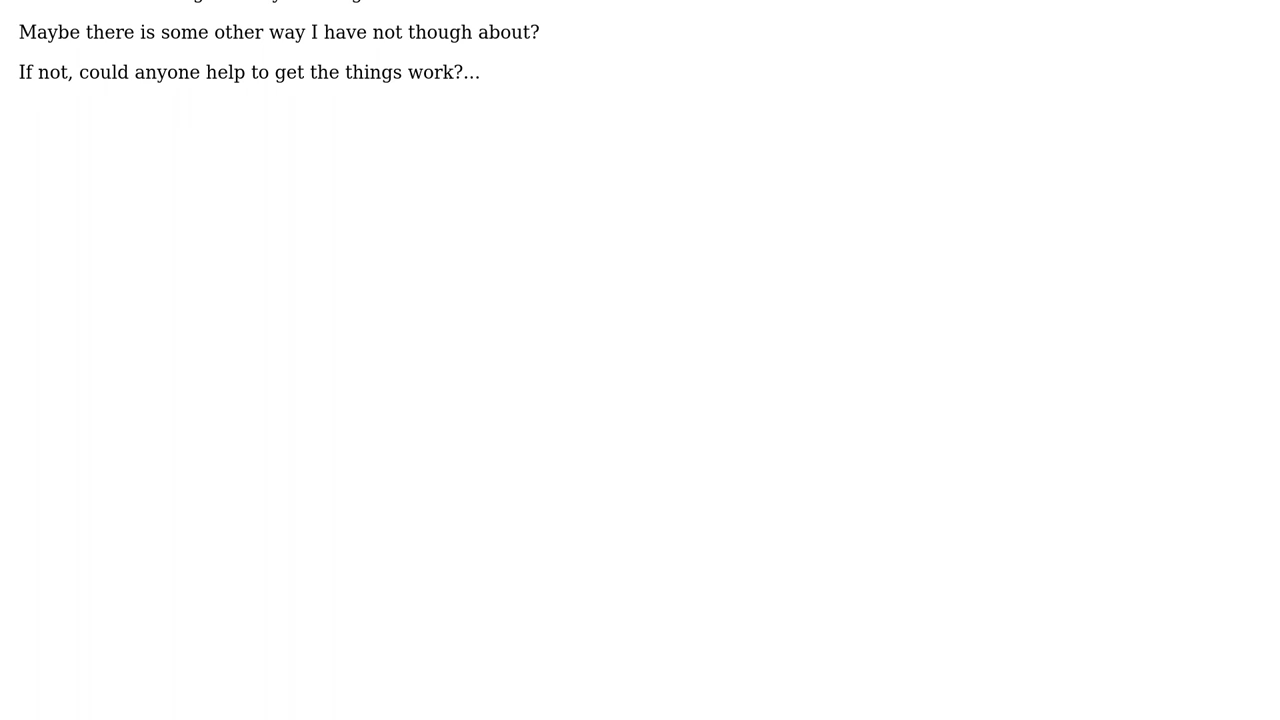 Maybe there is some other way I have not though about?
If not, could anyone help to get the things work?...